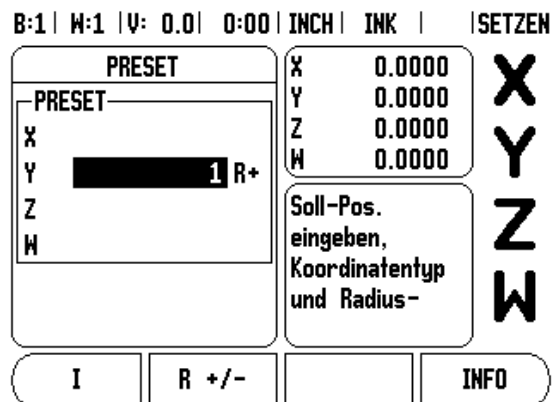 B:1 | W:1 | V: 0.0 | 0:00 | INCH | INK | | SETZEN
PRESET
PRESET
X
Y 1 R+
Z
W
X 0.0000
Y 0.0000
Z 0.0000
W 0.0000
Soll-Pos.
eingeben,
Koordinatentyp
und Radius-
X
Y
Z
W
I
R +/-
INFO